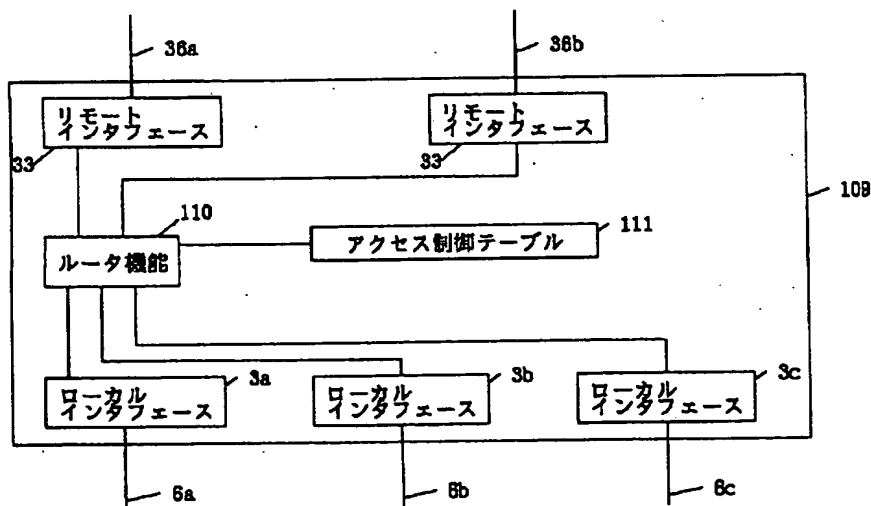 36a
36b
リモート
インタフェース
リモート
インタフェース
33
33
109
110
111
ルータ機能
アクセス制御テーブル
3a
3b
3c
ローカル
インタフェース
ローカル
インタフェース
ローカル
インタフェース
6a
6b
6c